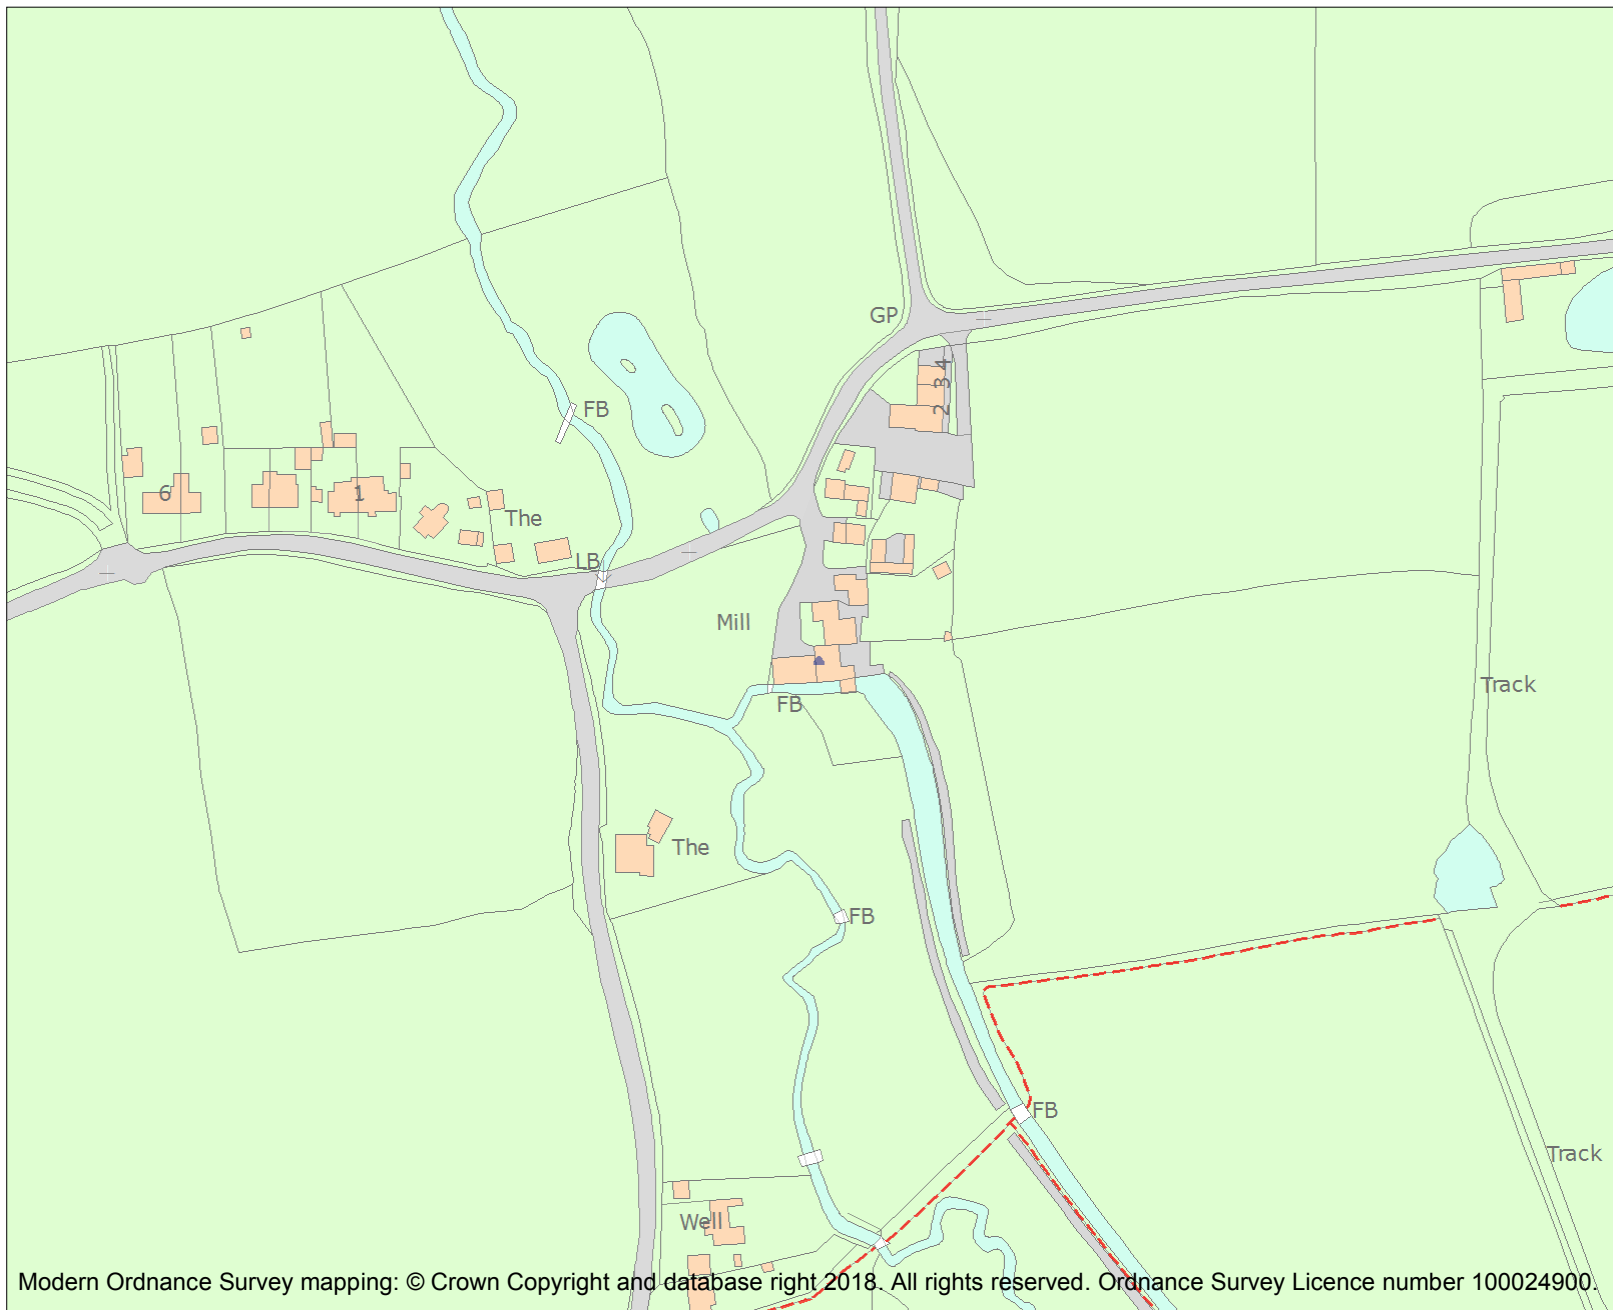 GP
4
3
2
FB
6
1
The
LB
Mill
Track
FB
The
FB
FB
Track
Well
Modern Ordnance Survey mapping: © Crown Copyright and database right 2018. All rights reserved. Ordnance Survey Licence number 100024900.